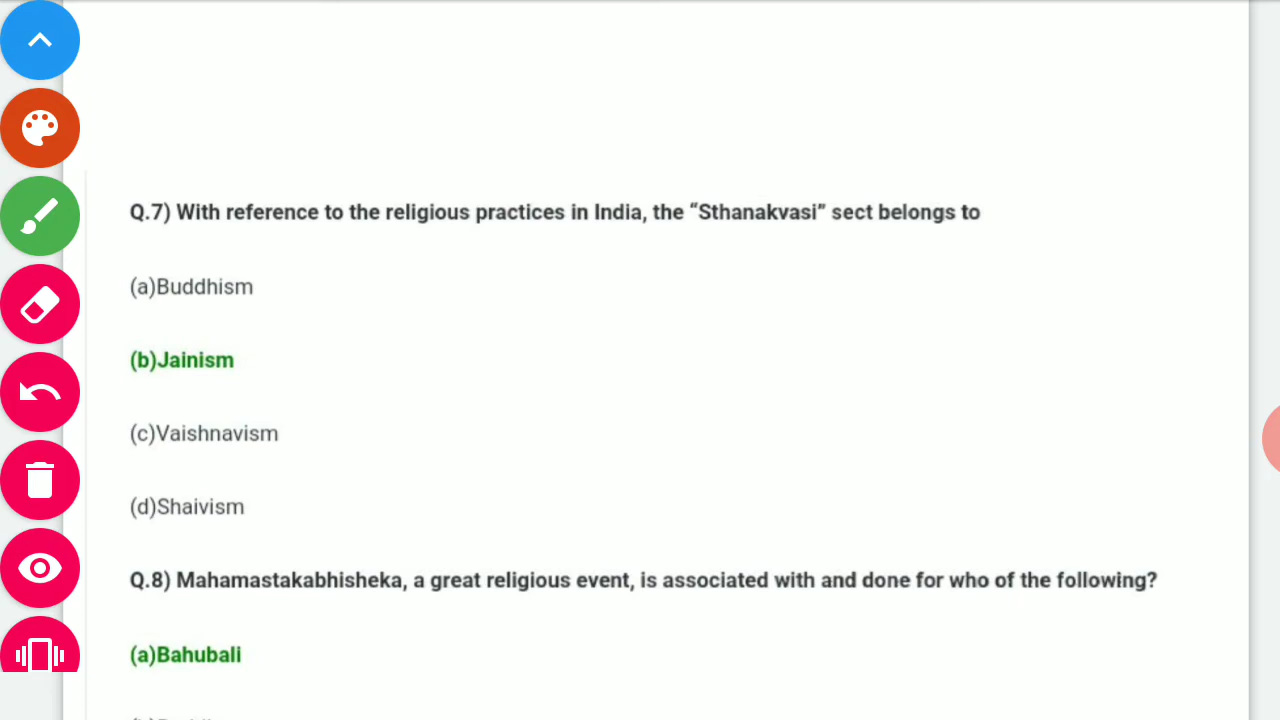 Q.7) With reference to the religious practices in India, the “Sthanakvasi” sect belongs to
(a)Buddhism
(b)Jainism
(c)Vaishnavism
(d)Shaivism
Q.8) Mahamastakabhisheka, a great religious event, is associated with and done for who of the following?
(a)Bahubali